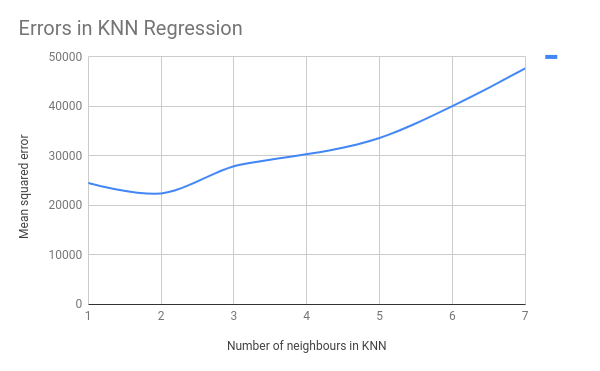 Errors in KNN Regression
Mean squared error
50000
40000
30000
20000
10000
0
1 2 3 4 5 6 7
Number of neighbours in KNN